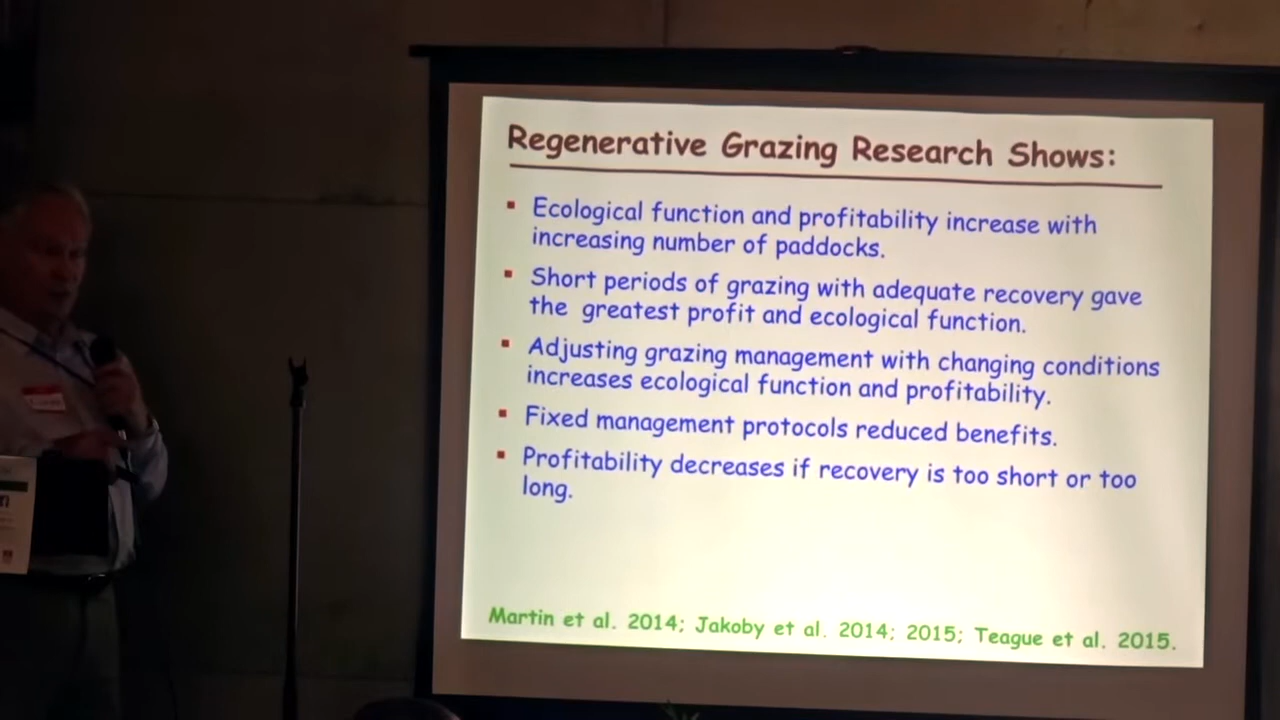 Regenerative Grazing Research Shows:
▪ Ecological function and profitability increase with
increasing number of paddocks.
▪ Short periods of grazing with adequate recovery gave
the greatest profit and ecological function.
▪ Adjusting grazing management with changing conditions
increases ecological function and profitability.
▪ Fixed management protocols reduced benefits.
▪ Profitability decreases if recovery is too short or too
long.
Martin et al. 2014; Jakoby et al. 2014; 2015; Teague et al. 2015.